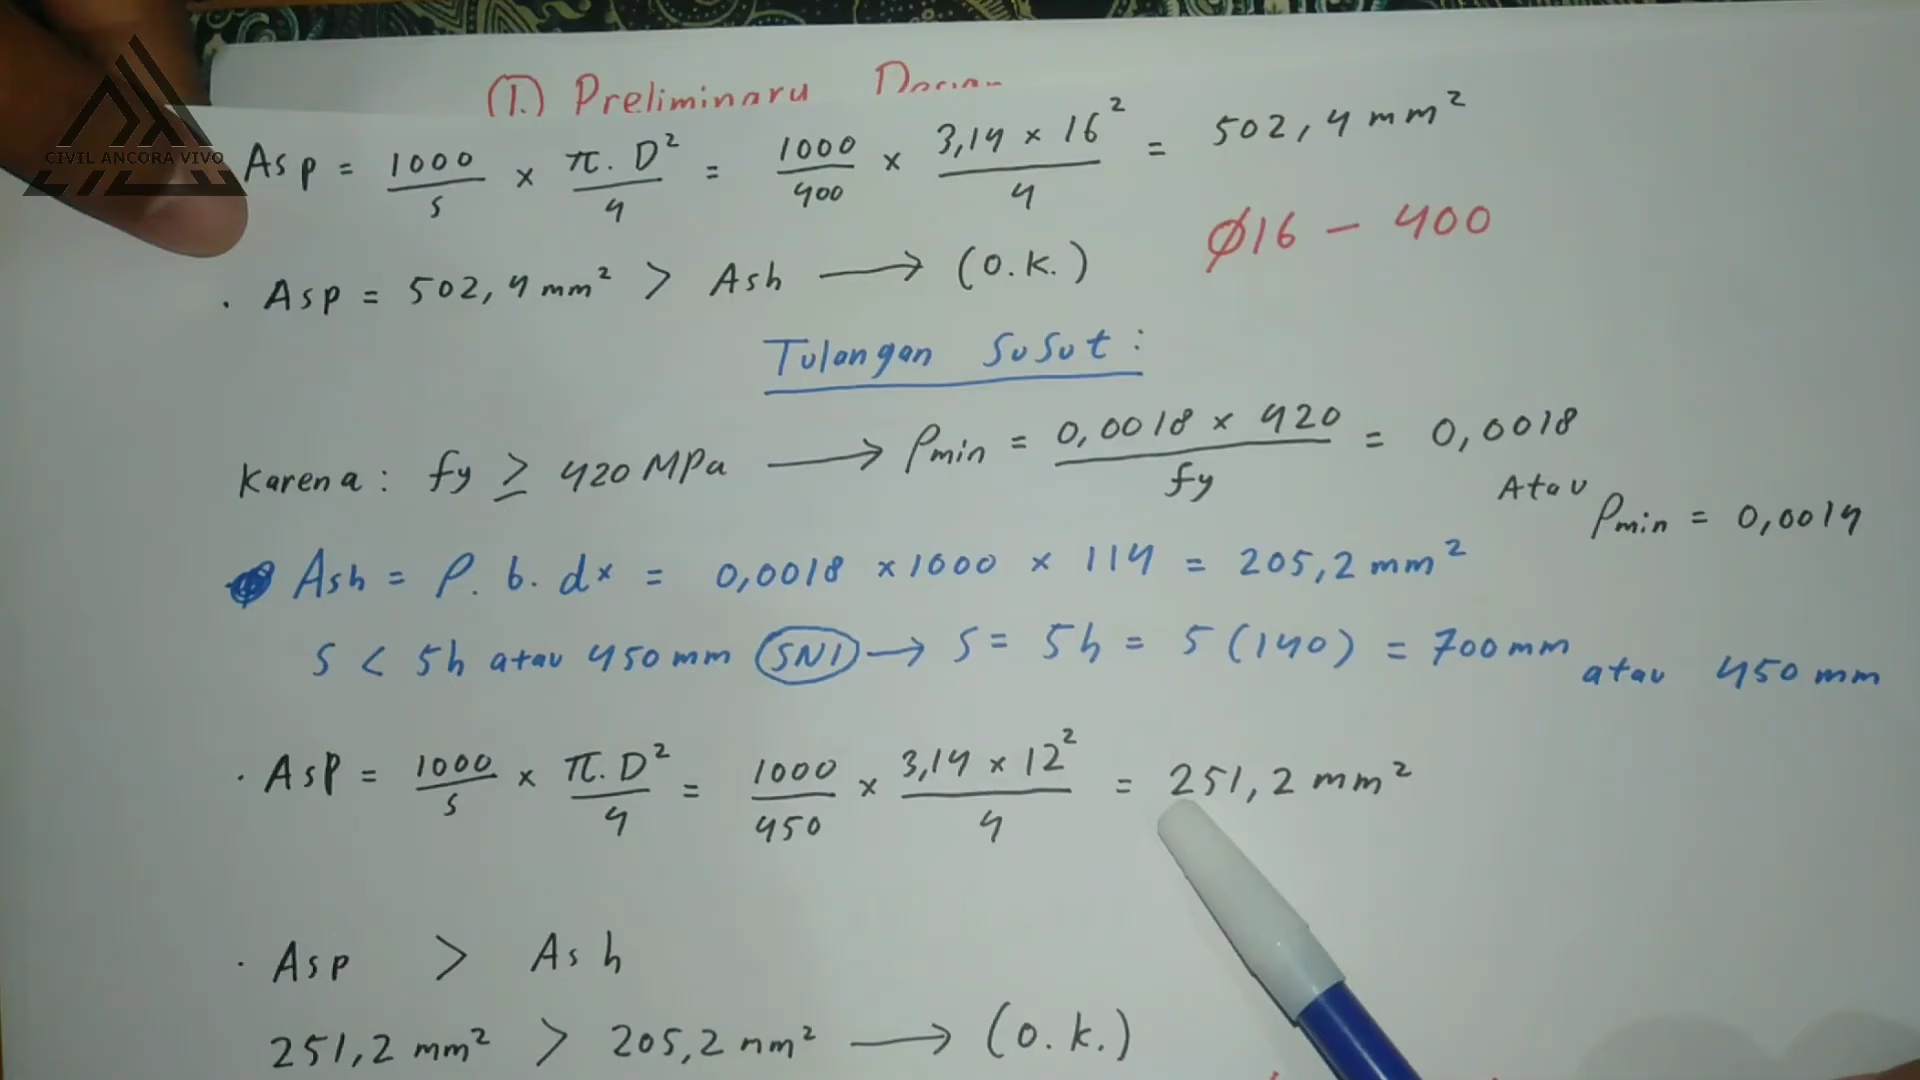 (1.) Preliminary Design
CIVIL ANCORA VIVO
Asp = 1000/s × π.D²/4 = 1000/400 × 3,14 × 16²/4 = 502,4 mm²
Ø16 – 400
· Asp = 502,4 mm² > Ash → (O.K.)
Tulangan Susut :
Karena : fy ≥ 420 MPa → ρmin = 0,0018 × 420/fy = 0,0018
Atau ρmin = 0,0014
Ash = ρ. b. dx = 0,0018 × 1000 × 114 = 205,2 mm²
S < 5h atau 450 mm (SNI) → S = 5h = 5 (140) = 700 mm atau 450 mm
· Asp = 1000/s × π.D²/4 = 1000/450 × 3,14 × 12²/4 = 251,2 mm²
· Asp > Ash
251,2 mm² > 205,2 mm² → (O.K.)